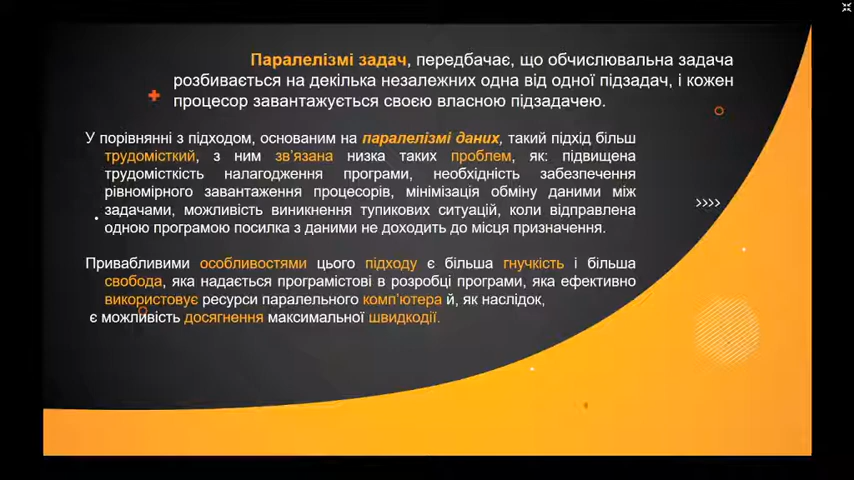 Паралелізмі задач, передбачає, що обчислювальна задача
розбивається на декілька незалежних одна від одної підзадач, і кожен
процесор завантажується своєю власною підзадачею.
У порівнянні з підходом, основаним на паралелізмі даних, такий підхід більш
трудомісткий, з ним зв’язана низка таких проблем, як: підвищена
трудомісткість налагодження програми, необхідність забезпечення
рівномірного завантаження процесорів, мінімізація обміну даними між
задачами, можливість виникнення тупикових ситуацій, коли відправлена
одною програмою посилка з даними не доходить до місця призначення.
Привабливими особливостями цього підходу є більша гнучкість і більша
свобода, яка надається програмістові в розробці програми, яка ефективно
використовує ресурси паралельного комп’ютера й, як наслідок,
є можливість досягнення максимальної швидкодії.